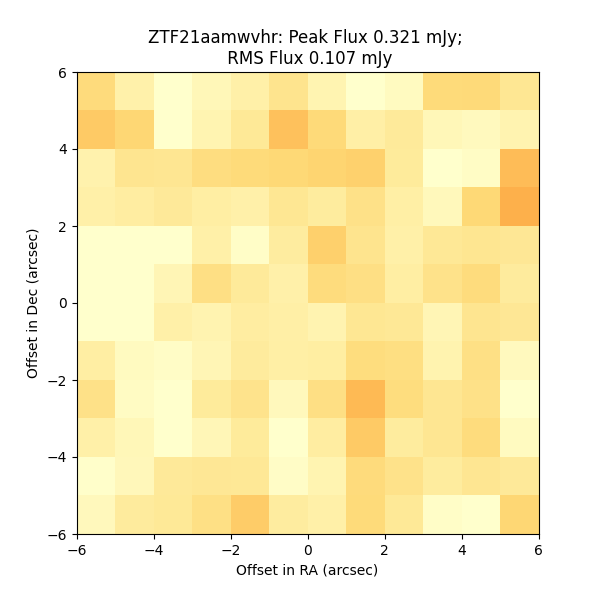 ZTF21aamwvhr: Peak Flux 0.321 mJy;
RMS Flux 0.107 mJy
6
4
2
0
−2
−4
−6
Offset in Dec (arcsec)
−6 −4 −2 0 2 4 6
Offset in RA (arcsec)